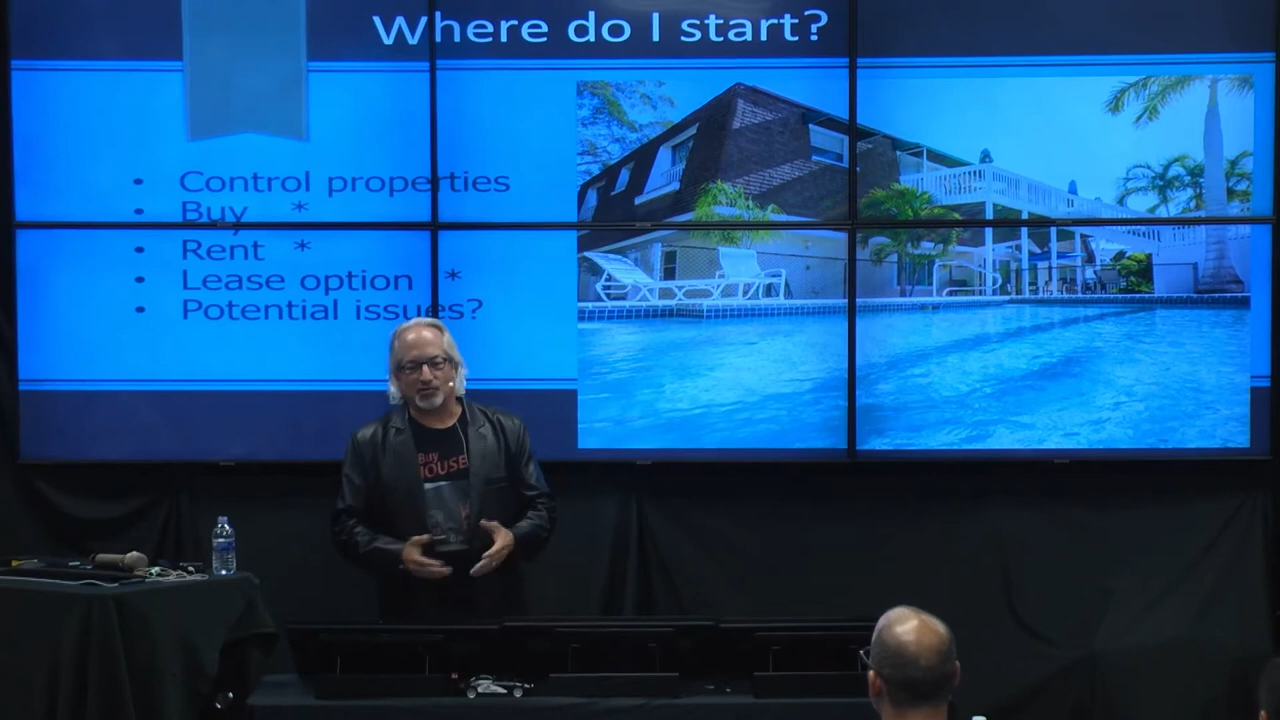 Where do I start?
• Control properties
• Buy *
• Rent *
• Lease option *
• Potential issues?
Buy
HOUSE